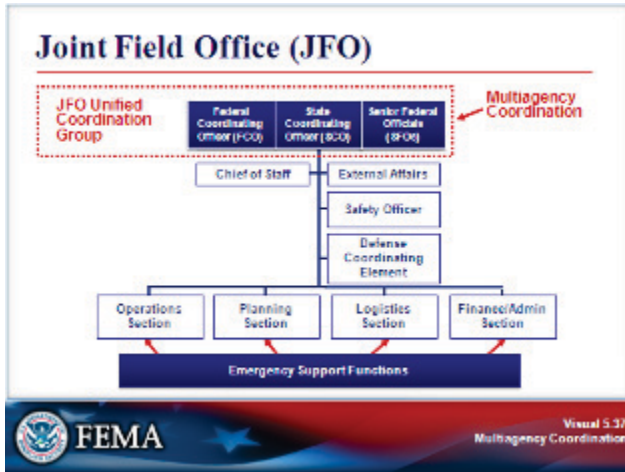 Joint Field Office (JFO)
JFO Unified
Coordination
Group
Federal
Coordinating
Officer (FCO)
State
Coordinating
Officer (SCO)
Senior Federal
Officials
(SFOs)
Multiagency
Coordination
Chief of Staff
External Affairs
Safety Officer
Defense
Coordinating
Element
Operations
Section
Planning
Section
Logistics
Section
Finance/Admin
Section
Emergency Support Functions
FEMA
Visual 5.37
Multiagency Coordination